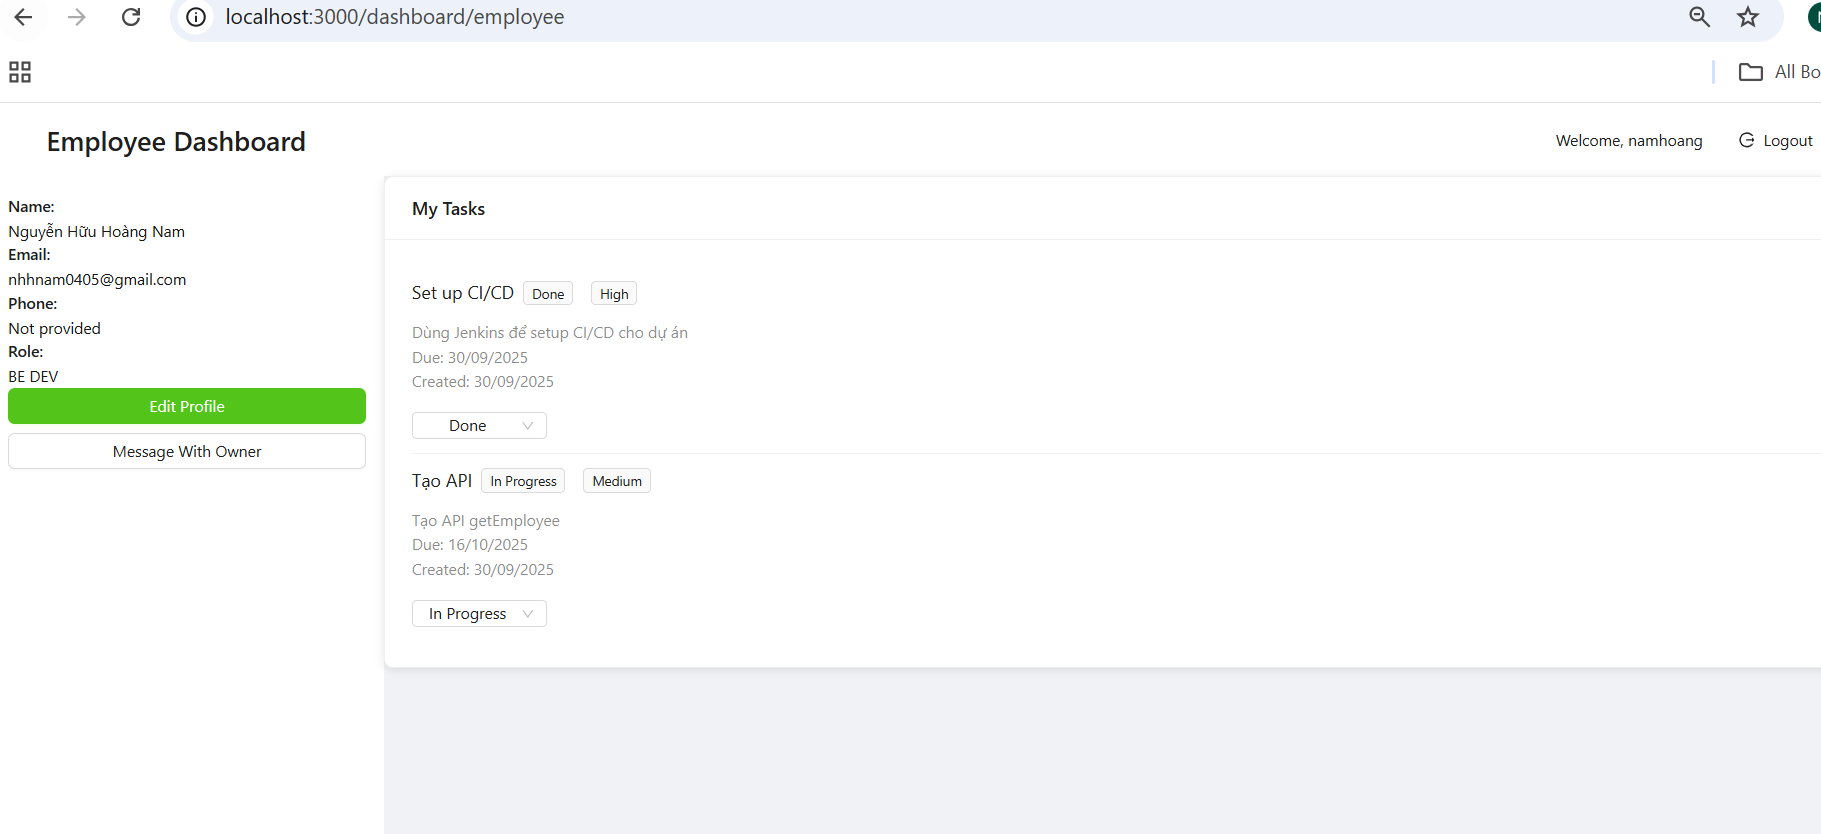 localhost:3000/dashboard/employee
All Bo
Employee Dashboard
Welcome, namhoang
Logout
Name:
Nguyễn Hữu Hoàng Nam
Email:
nhhnam0405@gmail.com
Phone:
Not provided
Role:
BE DEV
Edit Profile
Message With Owner
My Tasks
Set up CI/CD Done High
Dùng Jenkins để setup CI/CD cho dự án
Due: 30/09/2025
Created: 30/09/2025
Done
Tạo API In Progress Medium
Tạo API getEmployee
Due: 16/10/2025
Created: 30/09/2025
In Progress